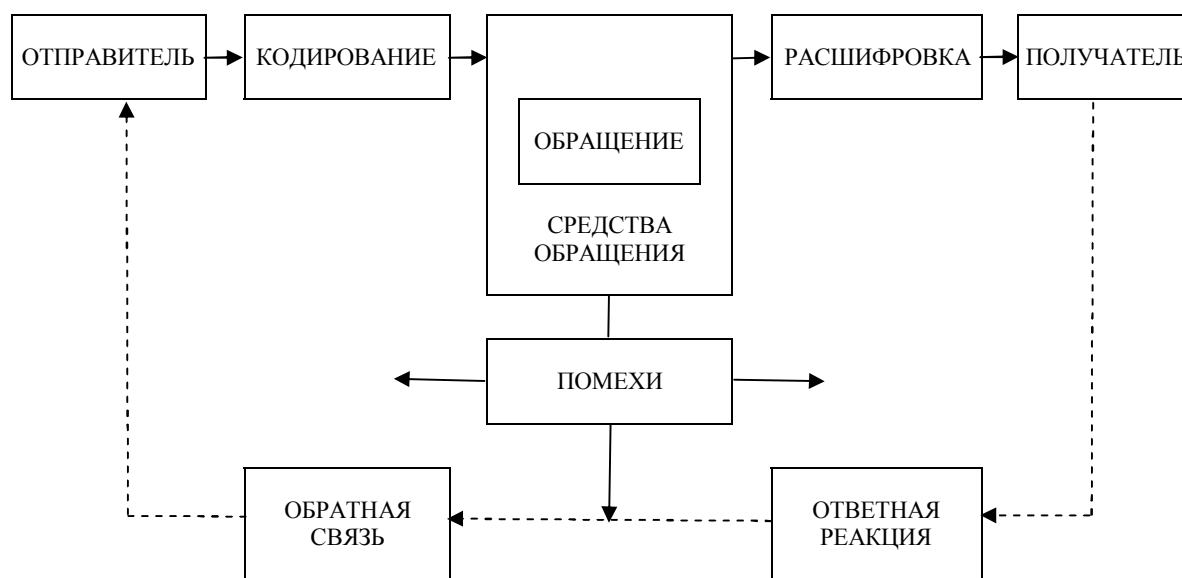 ОТПРАВИТЕЛЬ
КОДИРОВАНИЕ
ОБРАЩЕНИЕ
СРЕДСТВА
ОБРАЩЕНИЯ
РАСШИФРОВКА
ПОЛУЧАТЕЛЬ
ПОМЕХИ
ОБРАТНАЯ
СВЯЗЬ
ОТВЕТНАЯ
РЕАКЦИЯ